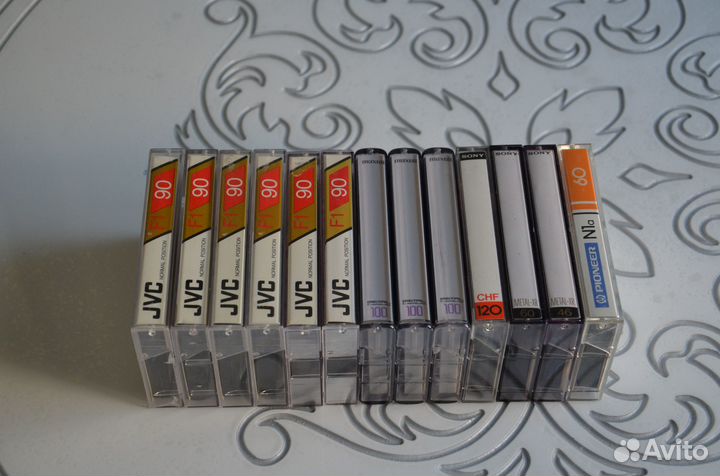 JVC F1 90 NORMAL POSITION
JVC F1 90 NORMAL POSITION
JVC F1 90 NORMAL POSITION
JVC F1 90 NORMAL POSITION
JVC F1 90 NORMAL POSITION
JVC F1 90 NORMAL POSITION
maxell
100
maxell
100
maxell
100
SONY
CHF
120
SONY
METAL-XR
60
SONY
METAL-XR
46
PIONEER N1a 60
Avito